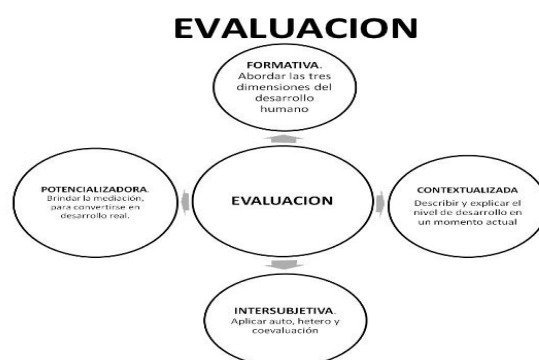 EVALUACION
FORMATIVA.
Abordar las tres
dimensiones del
desarrollo
humano
POTENCIALIZADORA.
Brindar la mediación,
para convertirse en
desarrollo real.
EVALUACION
CONTEXTUALIZADA
Describir y explicar el
nivel de desarrollo en
un momento actual
INTERSUBJETIVA.
Aplicar auto, hetero y
coevaluación